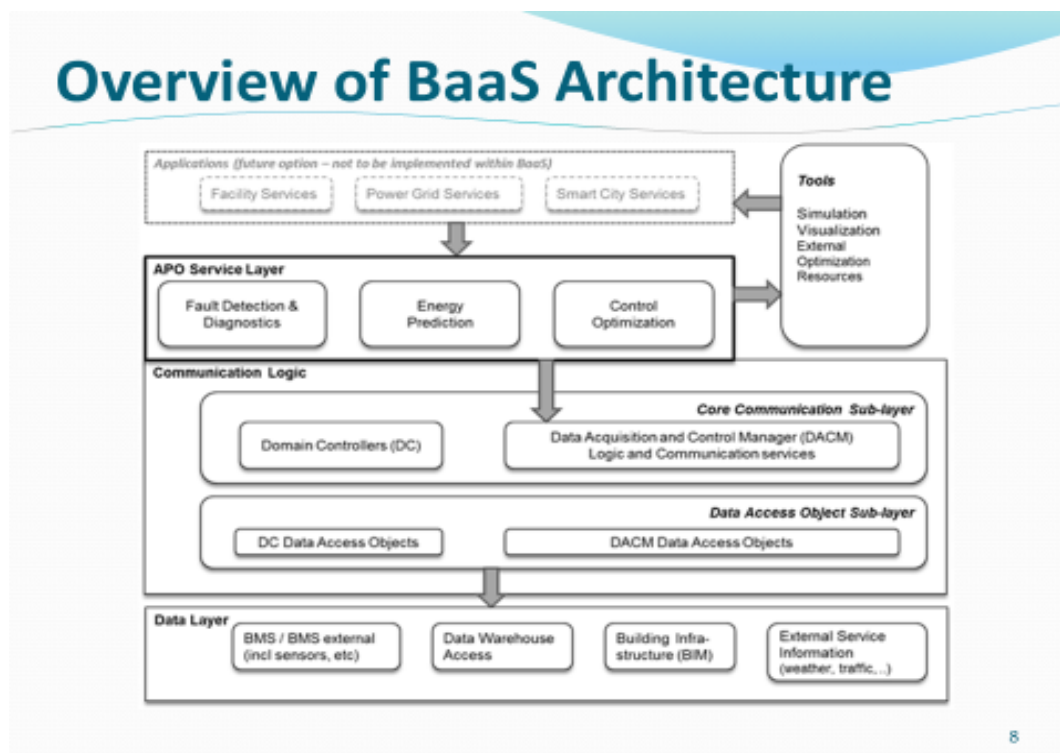 Overview of BaaS Architecture
Applications (future option – not to be implemented within BaaS)
Facility Services
Power Grid Services
Smart City Services
Tools
Simulation
Visualization
External
Optimization
Resources
APO Service Layer
Fault Detection &
Diagnostics
Energy
Prediction
Control
Optimization
Communication Logic
Core Communication Sub-layer
Domain Controllers (DC)
Data Acquisition and Control Manager (DACM)
Logic and Communication services
Data Access Object Sub-layer
DC Data Access Objects
DACM Data Access Objects
Data Layer
BMS / BMS external
(incl sensors, etc)
Data Warehouse
Access
Building Infra-
structure (BIM)
External Service
Information
(weather, traffic,..)
8